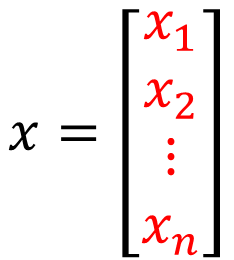 x₁
x₂
x = ⋮
xₙ